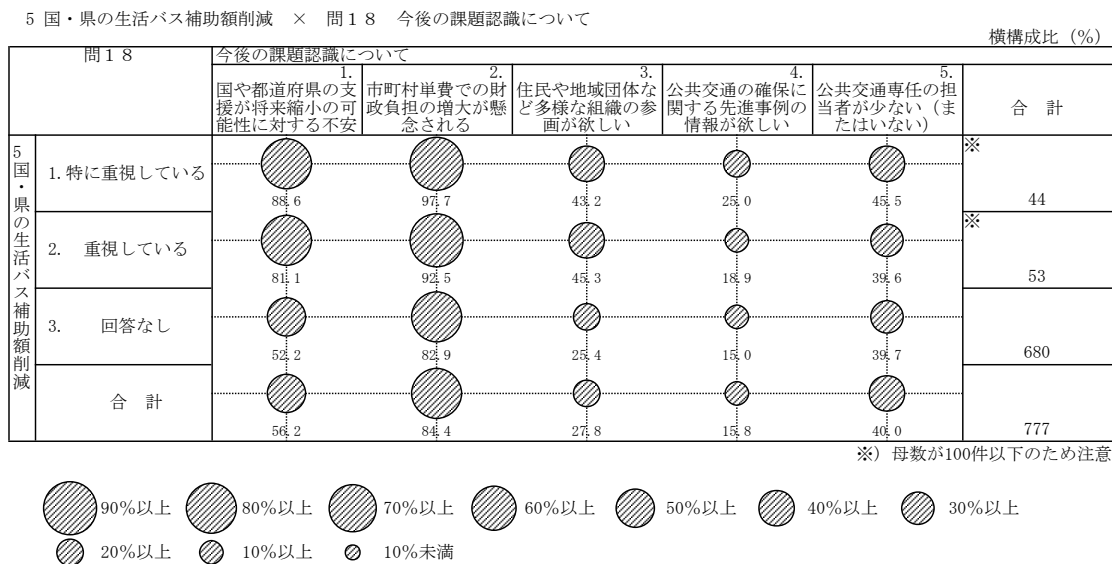 5 国・県の生活バス補助額削減 × 問18 今後の課題認識について
横構成比(%)
問18
今後の課題認識について
1.
国や都道府県の支
援が将来縮小の可
能性に対する不安
2.
市町村単費での財
政負担の増大が懸
念される
3.
住民や地域団体な
ど多様な組織の参
画が欲しい
4.
公共交通の確保に
関する先進事例の
情報が欲しい
5.
公共交通専任の担
当者が少ない(ま
たはいない)
合 計
5国・県の生活バス補助額削減
1.特に重視している
88.6 97.7 43.2 25.0 45.5
※
44
2. 重視している
81.1 92.5 45.3 18.9 39.6
※
53
3. 回答なし
52.2 82.9 25.4 15.0 39.7
680
合 計
56.2 84.4 27.8 15.8 40.0
777
※)母数が100件以下のため注意
90%以上 80%以上 70%以上 60%以上 50%以上 40%以上 30%以上
20%以上 10%以上 10%未満